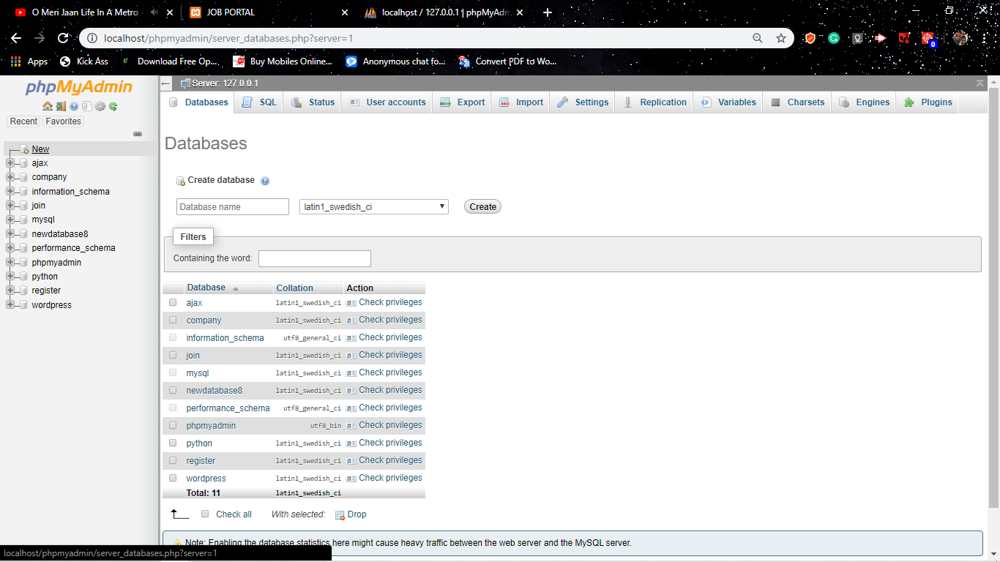 O Meri Jaan Life In A Metro -
JOB PORTAL
localhost / 127.0.0.1 | phpMyAdm
localhost/phpmyadmin/server_databases.php?server=1
0
Apps
Kick Ass
Download Free Op...
Buy Mobiles Online...
Anonymous chat fo...
Convert PDF to Wo...
phpMyAdmin
Recent Favorites
New
ajax
company
information_schema
join
mysql
newdatabase8
performance_schema
phpmyadmin
python
register
wordpress
Server: 127.0.0.1
Databases SQL Status User accounts Export Import Settings Replication Variables Charsets Engines Plugins
Databases
Create database
Database name latin1_swedish_ci Create
Filters
Containing the word:
Database Collation Action
ajax latin1_swedish_ci Check privileges
company latin1_swedish_ci Check privileges
information_schema utf8_general_ci Check privileges
join latin1_swedish_ci Check privileges
mysql latin1_swedish_ci Check privileges
newdatabase8 latin1_swedish_ci Check privileges
performance_schema utf8_general_ci Check privileges
phpmyadmin utf8_bin Check privileges
python latin1_swedish_ci Check privileges
register latin1_swedish_ci Check privileges
wordpress latin1_swedish_ci Check privileges
Total: 11 latin1_swedish_ci
Check all With selected: Drop
Note: Enabling the database statistics here might cause heavy traffic between the web server and the MySQL server.
localhost/phpmyadmin/server_databases.php?server=1